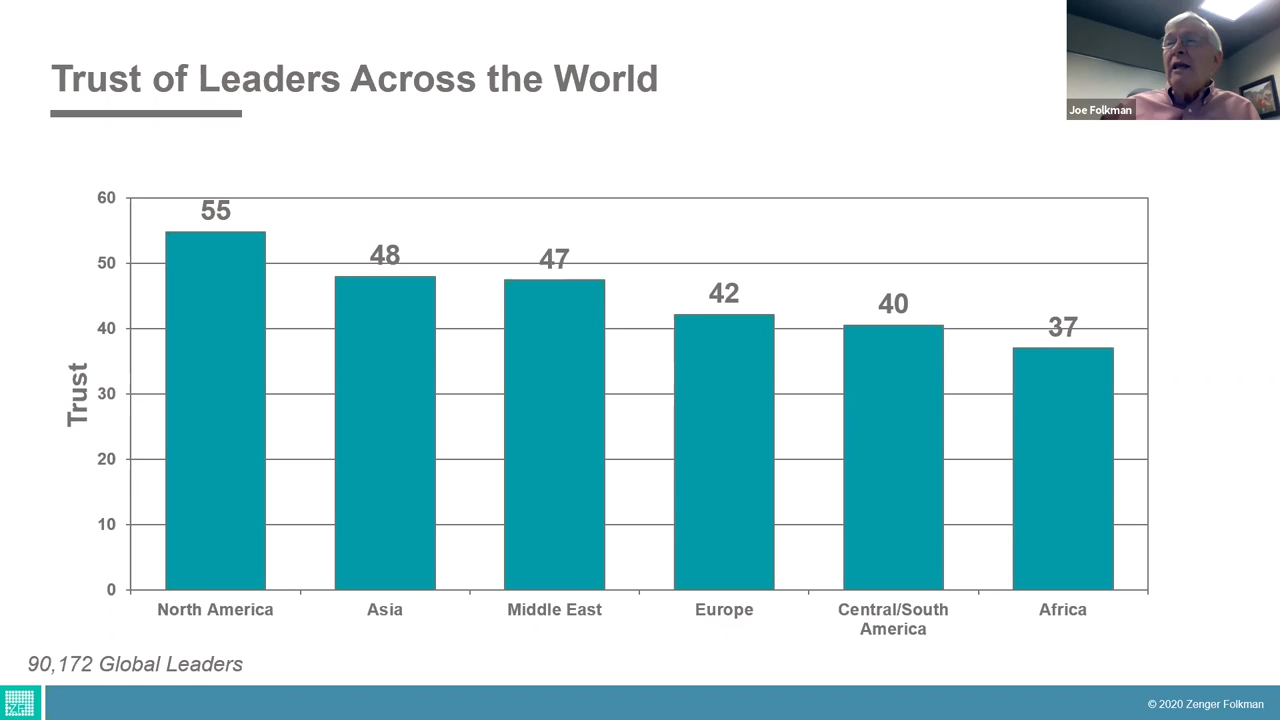 Trust of Leaders Across the World
Joe Folkman
60
50
40
30
20
10
0
Trust
55
48
47
42
40
37
North America
Asia
Middle East
Europe
Central/South
America
Africa
90,172 Global Leaders
ZF
© 2020 Zenger Folkman